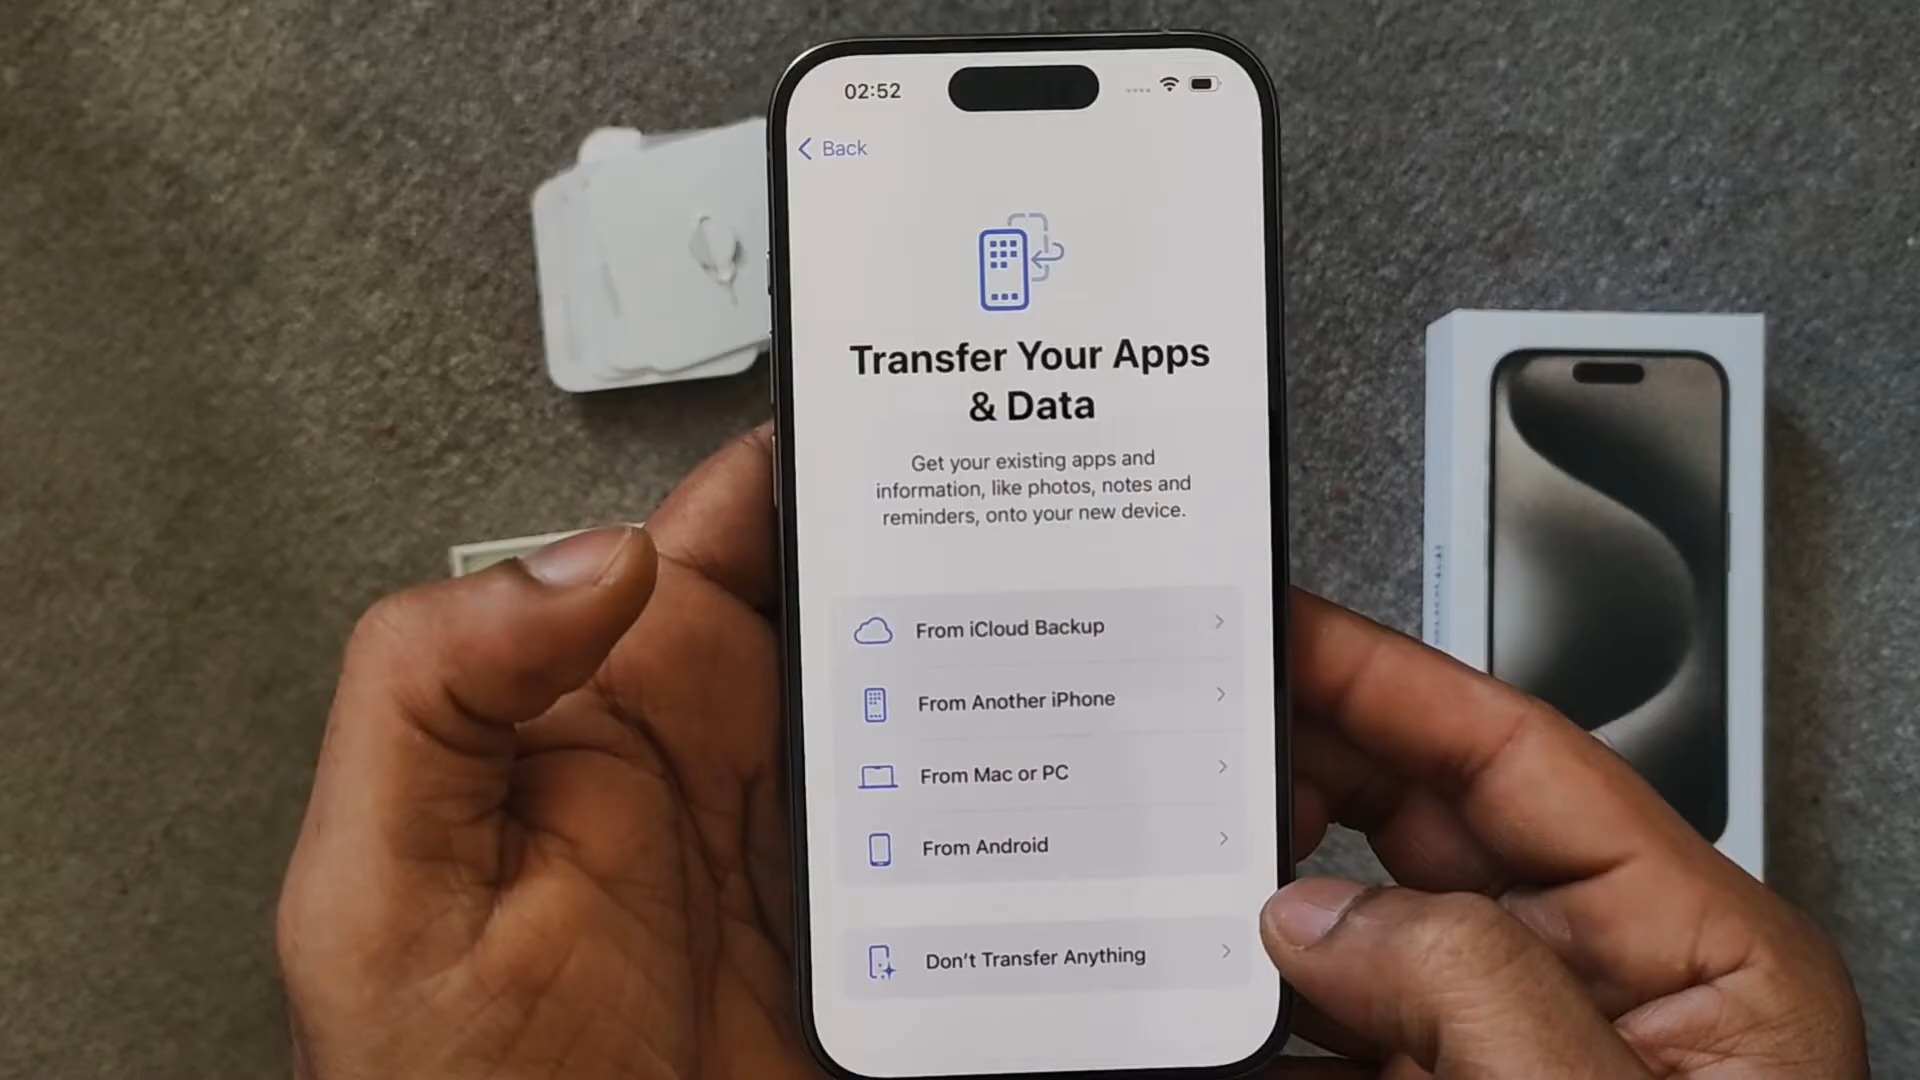 02:52
Back
Transfer Your Apps
& Data
Get your existing apps and
information, like photos, notes and
reminders, onto your new device.
From iCloud Backup
From Another iPhone
From Mac or PC
From Android
Don't Transfer Anything